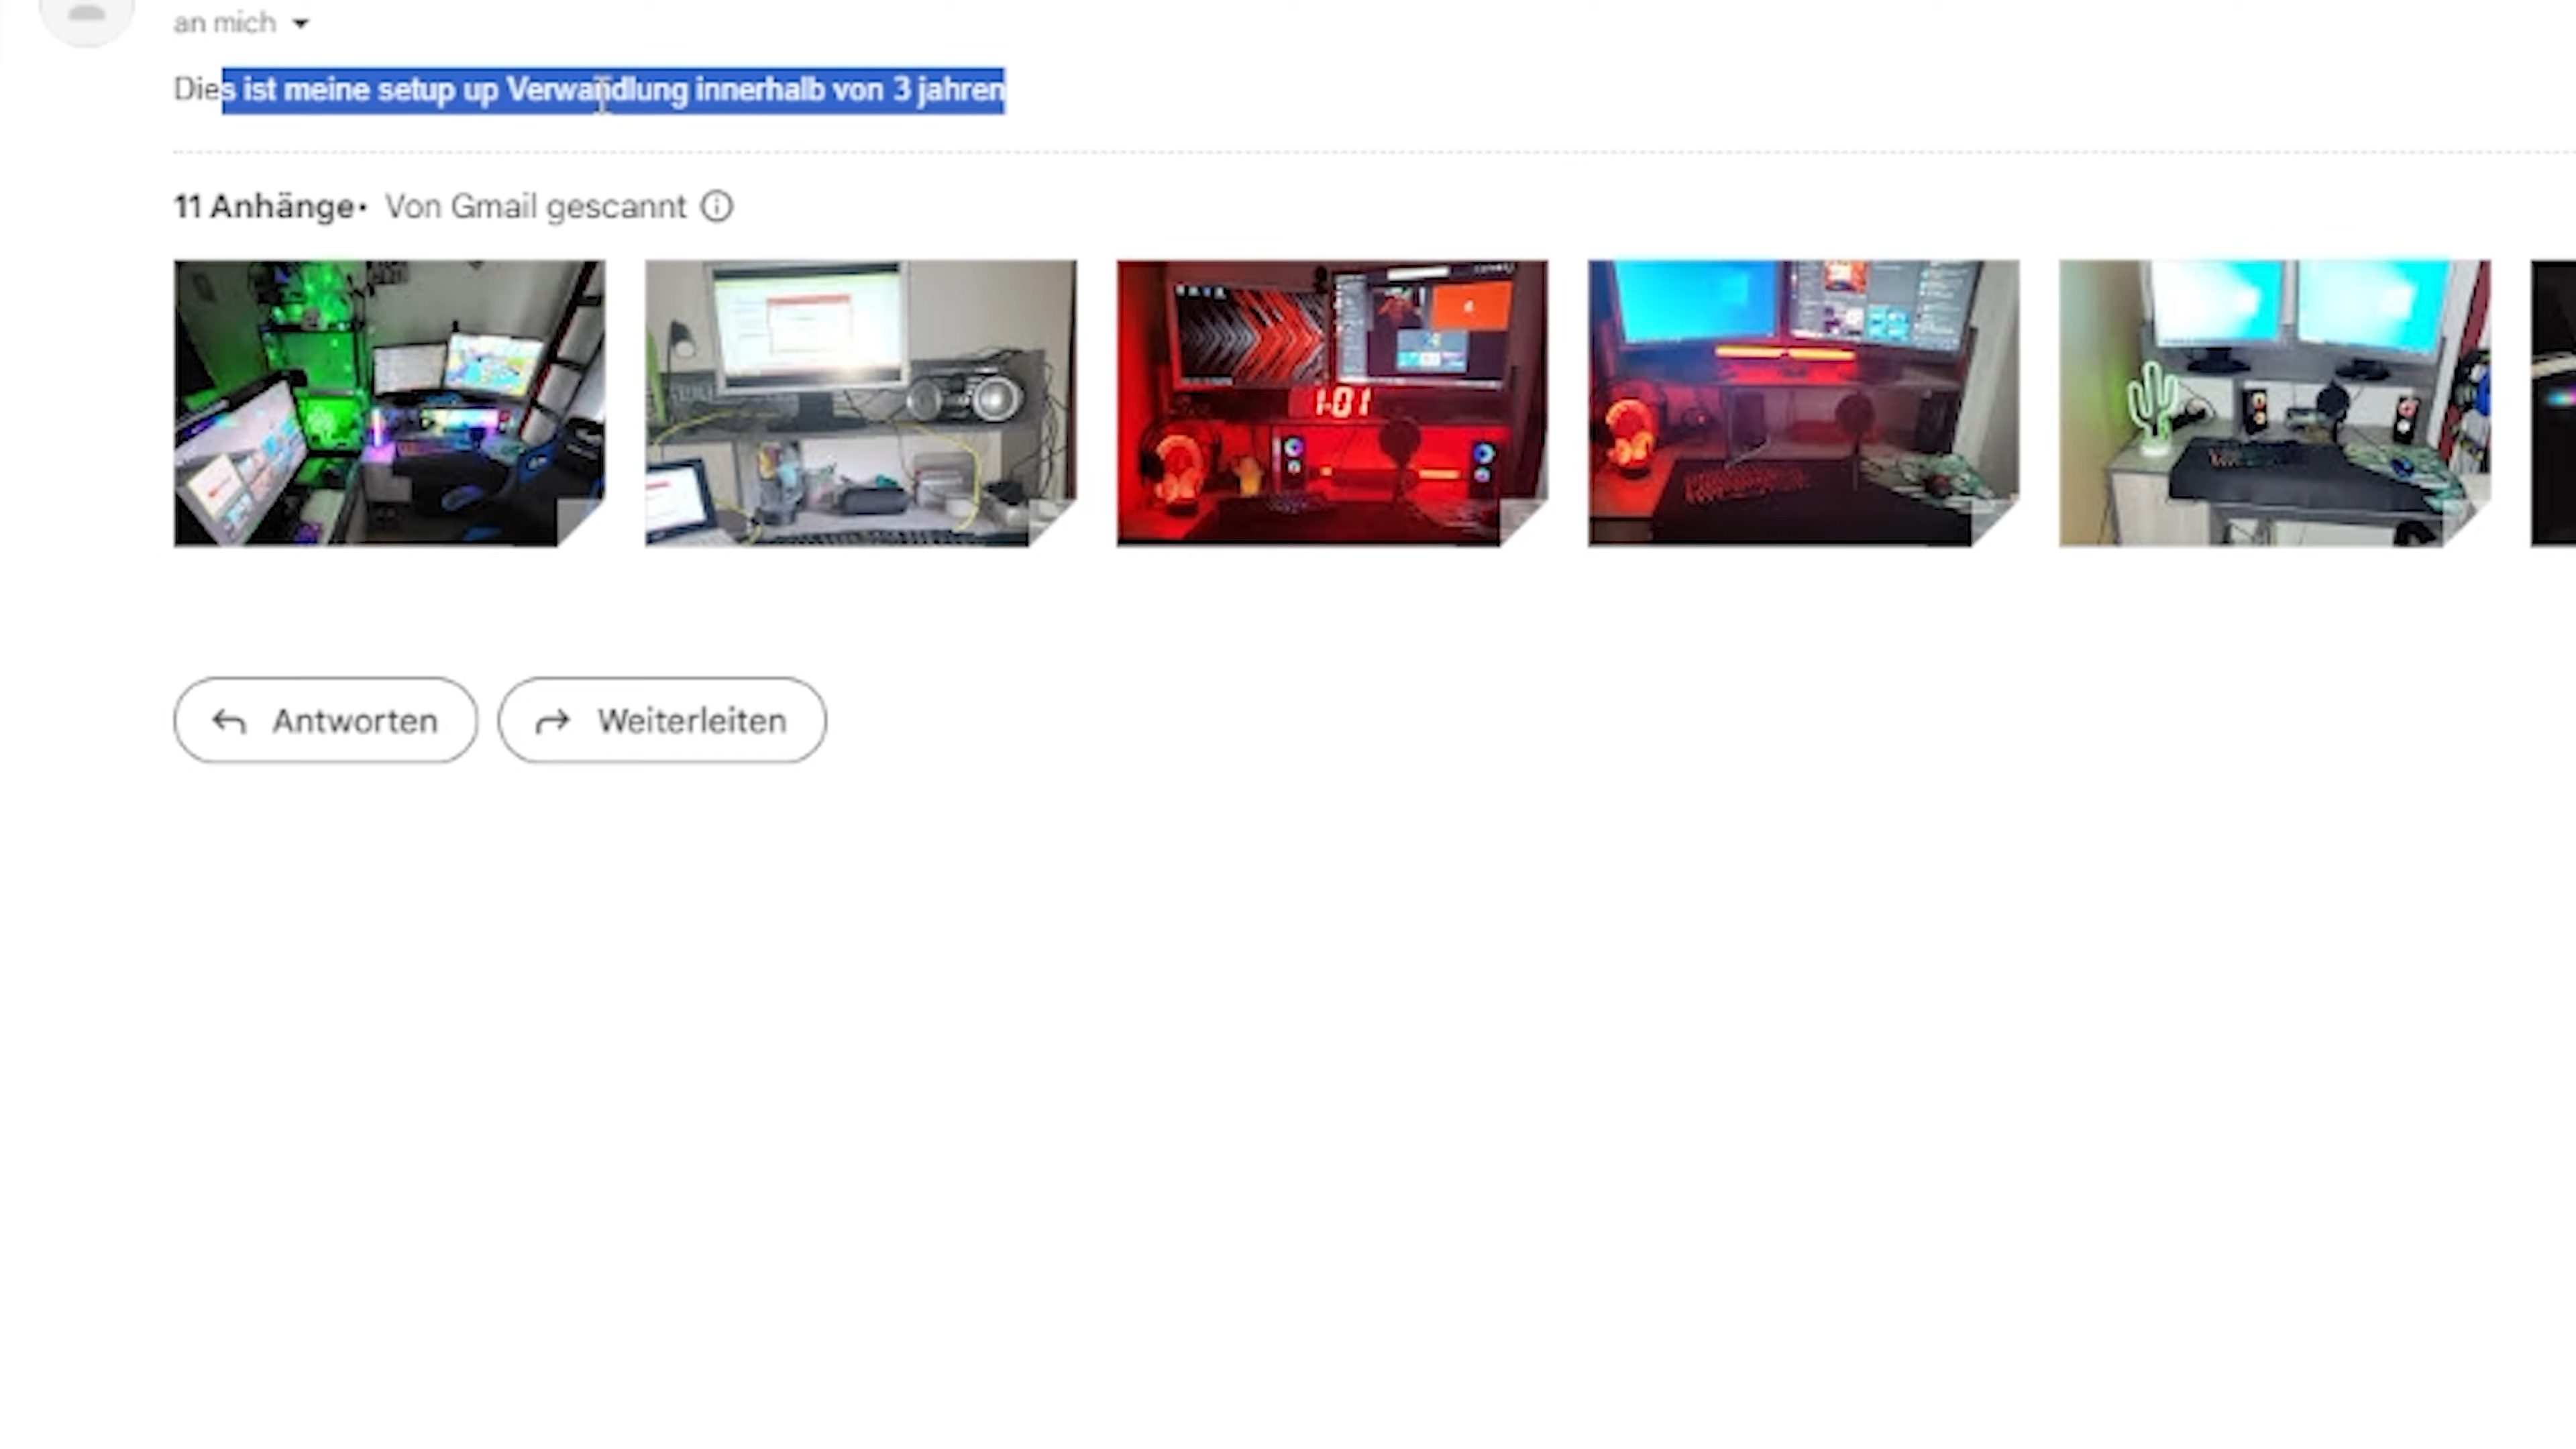 an mich
Dies ist meine setup up Verwandlung innerhalb von 3 jahren
11 Anhänge• Von Gmail gescannt
1:01
Antworten
Weiterleiten